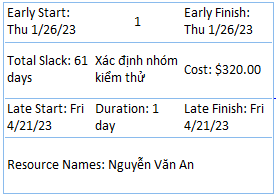 Early Start: 1 Early Finish:
Thu 1/26/23 Thu 1/26/23
Total Slack: 61 Xác định nhóm Cost: $320.00
days kiểm thử
Late Start: Fri Duration: 1 Late Finish: Fri
4/21/23 day 4/21/23
Resource Names: Nguyễn Văn An